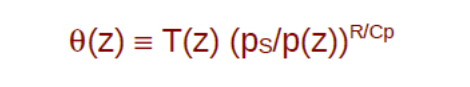 θ(z) ≡ T(z) (pₛ/p(z))ᴿ/ᶜᵖ